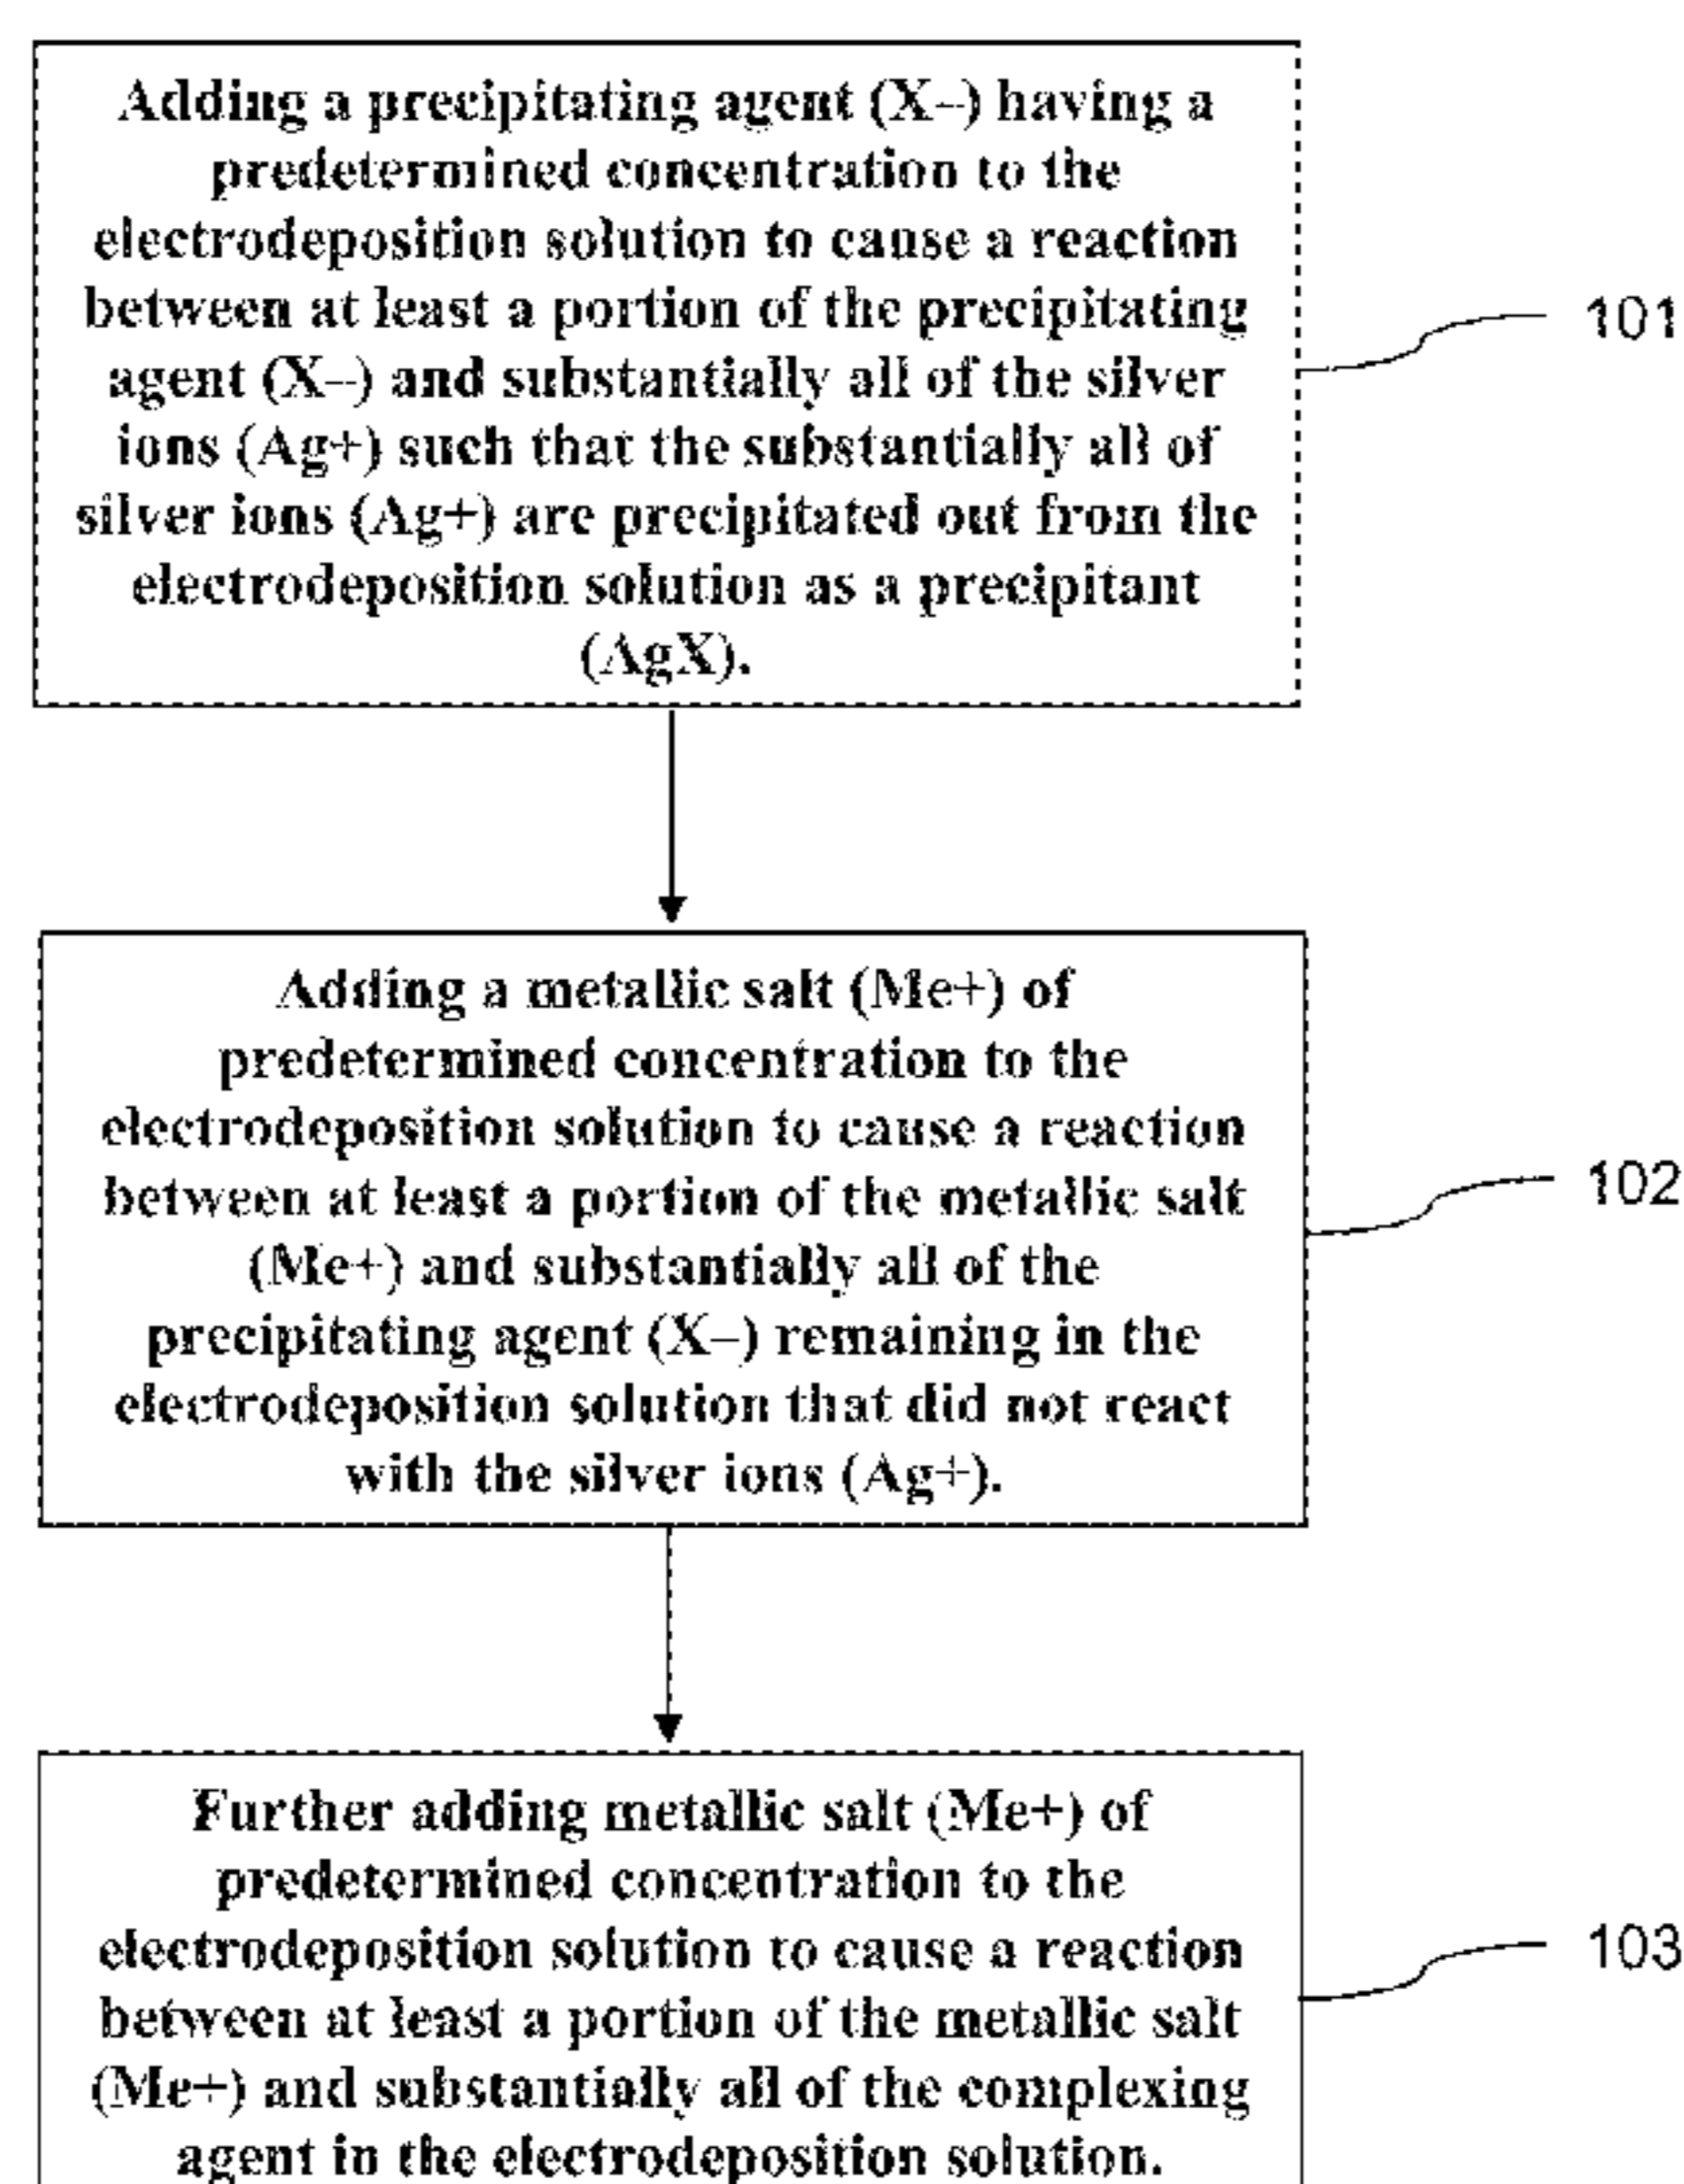 Adding a precipitating agent (X–) having a
predetermined concentration to the
electrodeposition solution to cause a reaction
between at least a portion of the precipitating
agent (X–) and substantially all of the silver
ions (Ag+) such that the substantially all of
silver ions (Ag+) are precipitated out from the
electrodeposition solution as a precipitant
(AgX).
101
Adding a metallic salt (Me+) of
predetermined concentration to the
electrodeposition solution to cause a reaction
between at least a portion of the metallic salt
(Me+) and substantially all of the
precipitating agent (X–) remaining in the
electrodeposition solution that did not react
with the silver ions (Ag+).
102
Further adding metallic salt (Me+) of
predetermined concentration to the
electrodeposition solution to cause a reaction
between at least a portion of the metallic salt
(Me+) and substantially all of the complexing
agent in the electrodeposition solution.
103